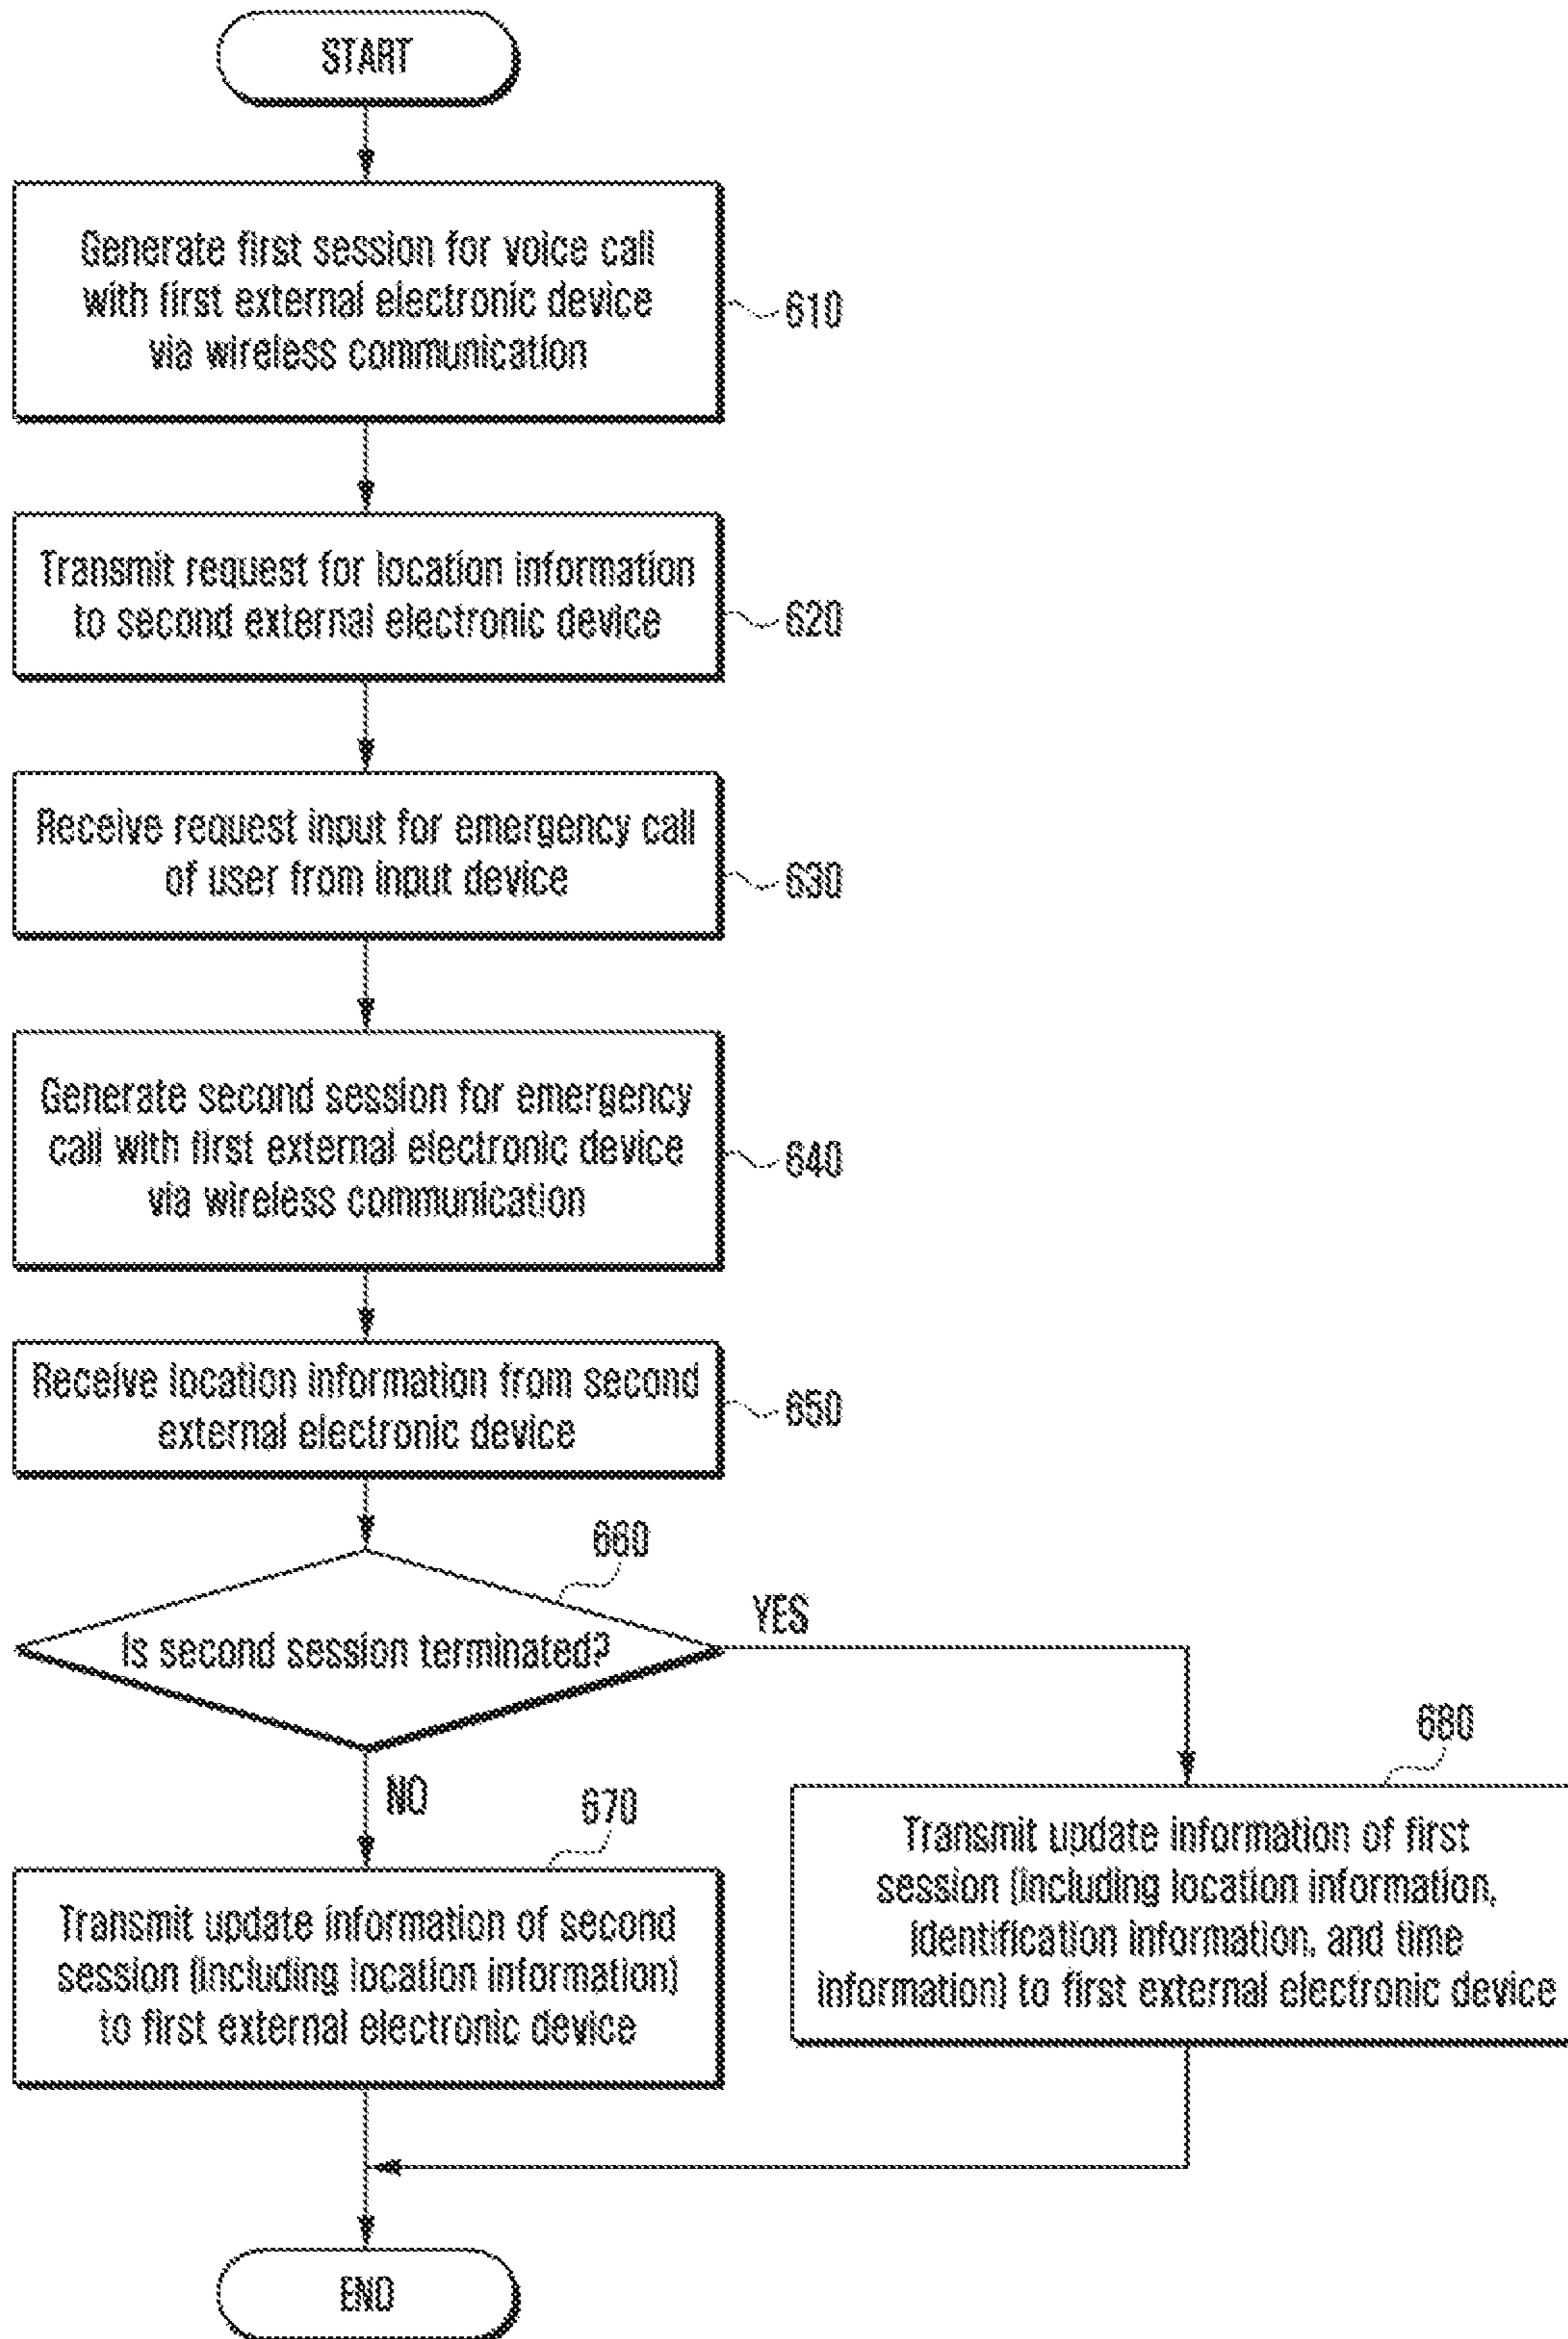 START
Generate first session for voice call
with first external electronic device
via wireless communication
610
Transmit request for location information
to second external electronic device
620
Receive request input for emergency call
of user from input device
630
Generate second session for emergency
call with first external electronic device
via wireless communication
640
Receive location information from second
external electronic device
650
660
Is second session terminated?
YES
NO
670
Transmit update information of second
session (including location information)
to first external electronic device
680
Transmit update information of first
session (including location information,
identification information, and time
information) to first external electronic device
END